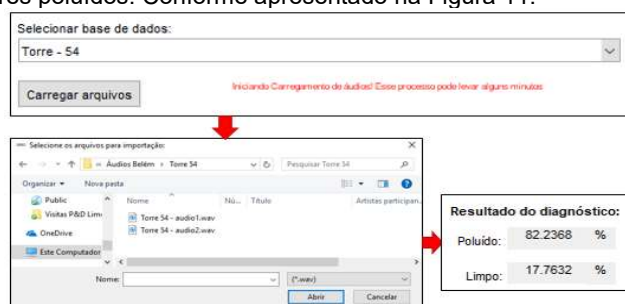 res poluídos. Conforme apresentado na Figura 11.
Selecionar base de dados:
Torre - 54
Carregar arquivos
Iniciando Carregamento de áudios! Esse processo pode levar alguns minutos
Selecione os arquivos para importação:
« Áudios Belém › Torre 54
Pesquisar Torre 54
Organizar
Nova pasta
Public
Visitas P&D Lim
OneDrive
Este Computador
Nome
Nú...
Título
Artistas participan
Torre 54 - audio1.wav
Torre 54 - audio2.wav
Nome:
(*.wav)
Abrir
Cancelar
Resultado do diagnóstico:
Poluído: 82.2368 %
Limpo: 17.7632 %